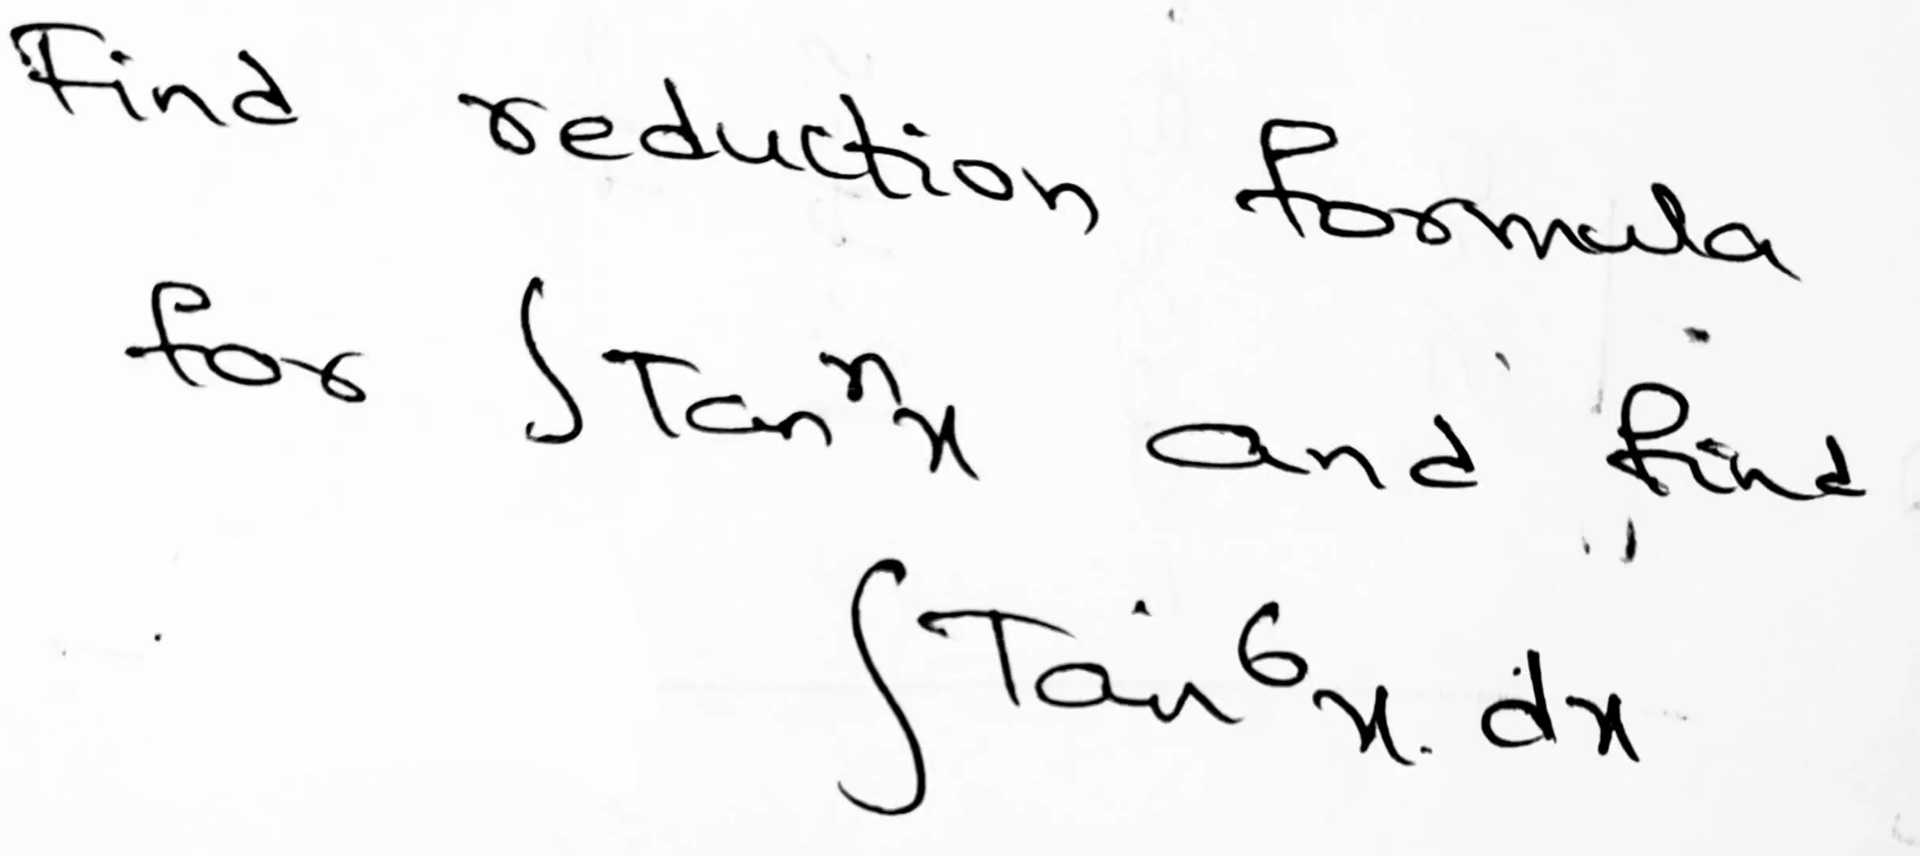 Find reduction formula
for ∫Tanⁿx and find
∫Tan⁶x. dx